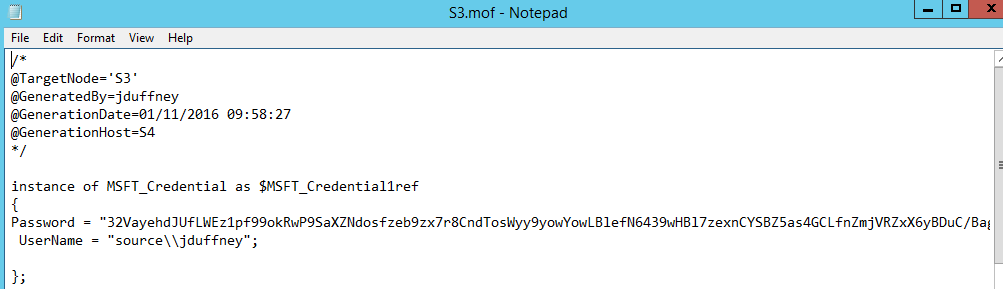 S3.mof - Notepad
File Edit Format View Help
/*
@TargetNode='S3'
@GeneratedBy=jduffney
@GenerationDate=01/11/2016 09:58:27
@GenerationHost=S4
*/
instance of MSFT_Credential as $MSFT_Credential1ref
{
Password = "32VayehdJUfLWEz1pf99okRwP9SaXZNdosfzeb9zx7r8CndTosWyy9yowYowLBlefN6439wHBl7zexnCYSBZ5as4GCLfnZmjVRZxX6yBDuC/Bag
UserName = "source\\jduffney";
};